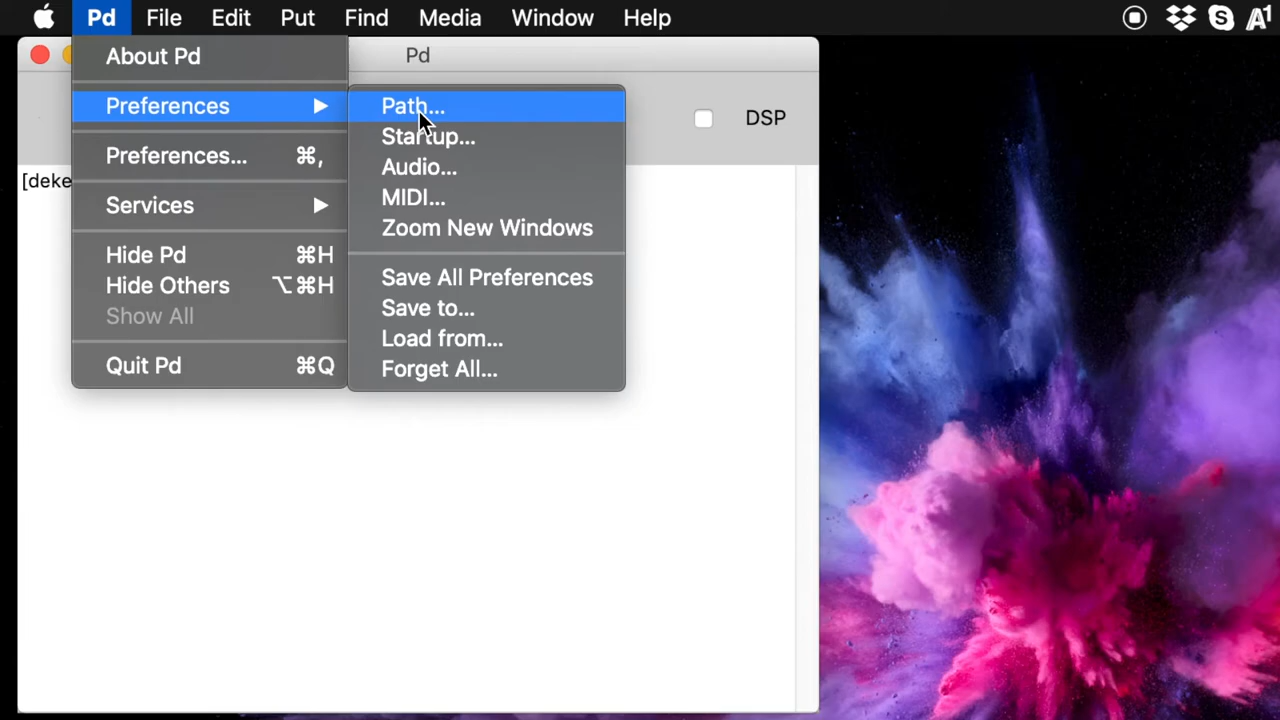 Pd File Edit Put Find Media Window Help
Pd
DSP
[deke
About Pd
Preferences ▶
Preferences... ⌘,
Services ▶
Hide Pd ⌘H
Hide Others ⌥⌘H
Show All
Quit Pd ⌘Q
Path...
Startup...
Audio...
MIDI...
Zoom New Windows
Save All Preferences
Save to...
Load from...
Forget All...